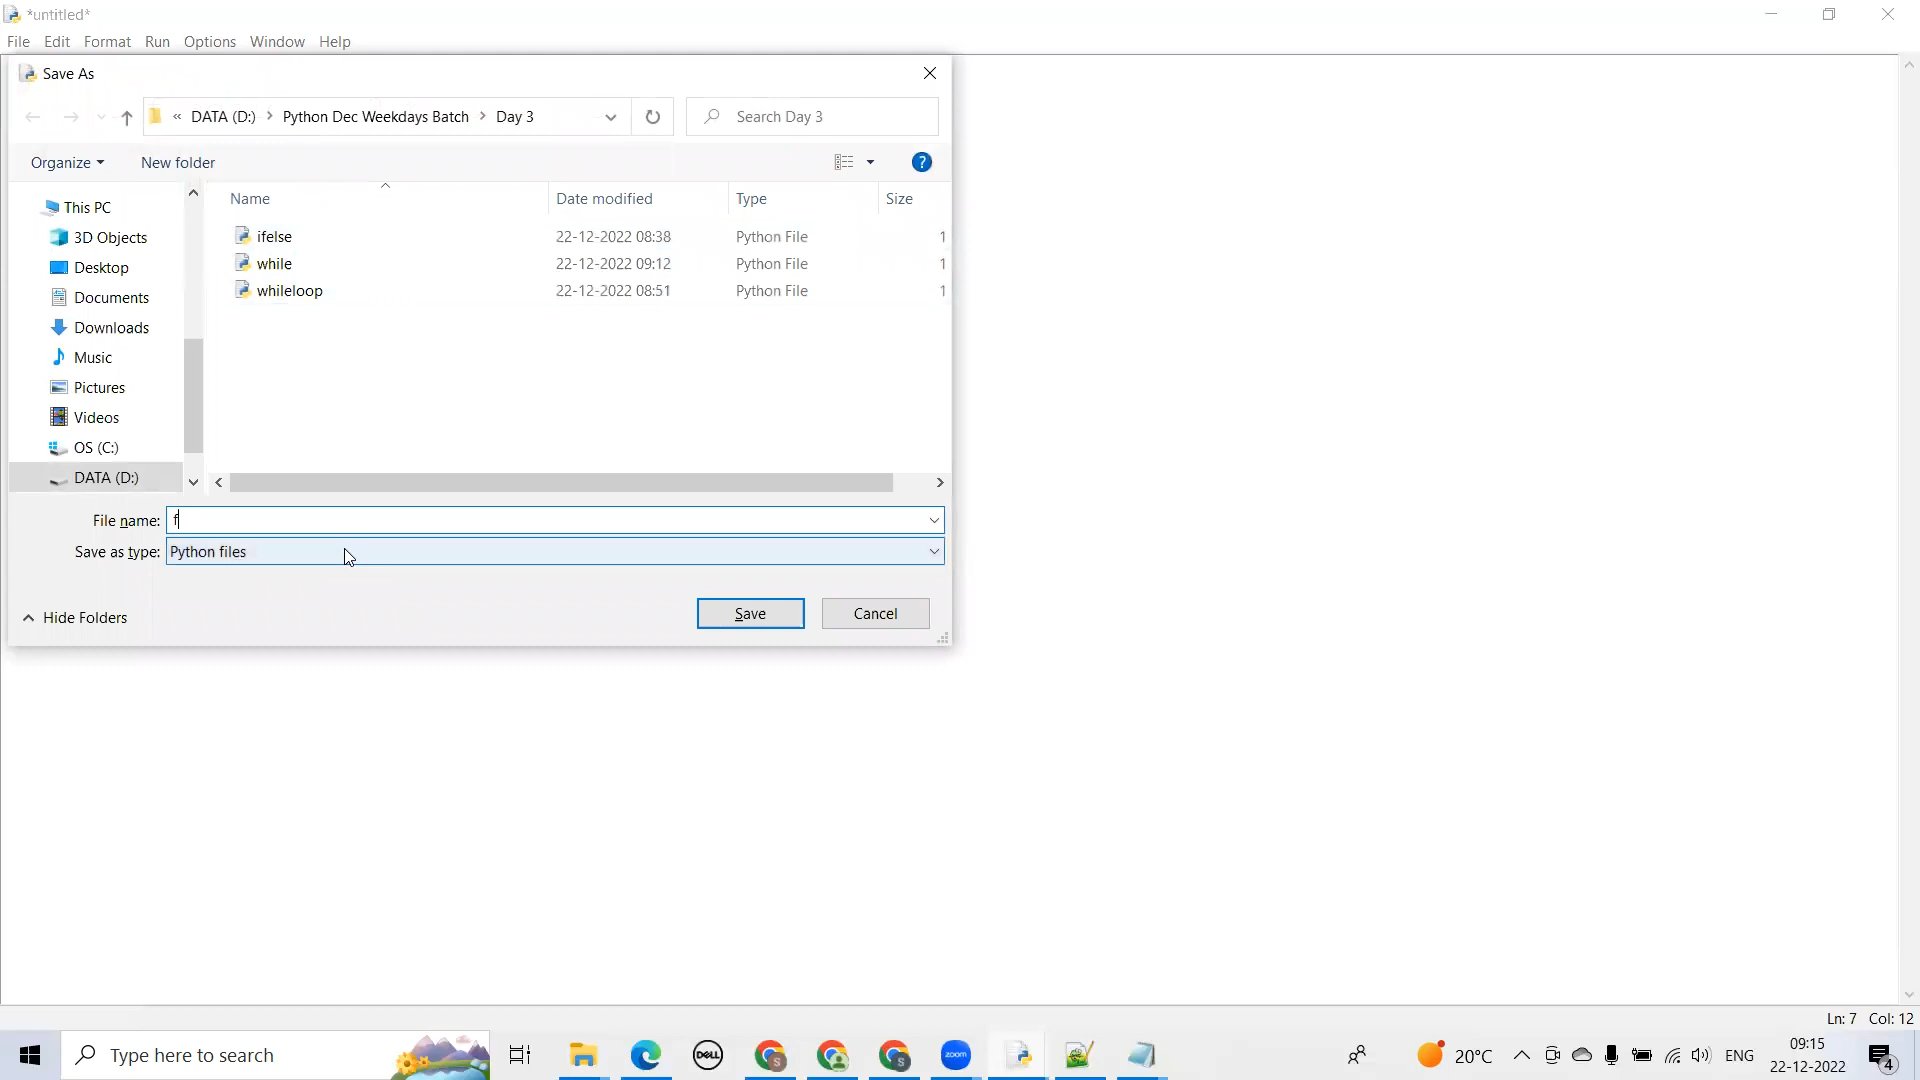 *untitled*
File Edit Format Run Options Window Help
Save As
« DATA (D:) > Python Dec Weekdays Batch > Day 3
Search Day 3
Organize
New folder
?
Name Date modified Type Size
This PC
3D Objects
Desktop
Documents
Downloads
Music
Pictures
Videos
OS (C:)
DATA (D:)
ifelse 22-12-2022 08:38 Python File 1
while 22-12-2022 09:12 Python File 1
whileloop 22-12-2022 08:51 Python File 1
File name: f
Save as type: Python files
Hide Folders
Save
Cancel
Ln: 7 Col: 12
Type here to search
DELL
S
S
zoom
20°C
ENG
09:15
22-12-2022
4